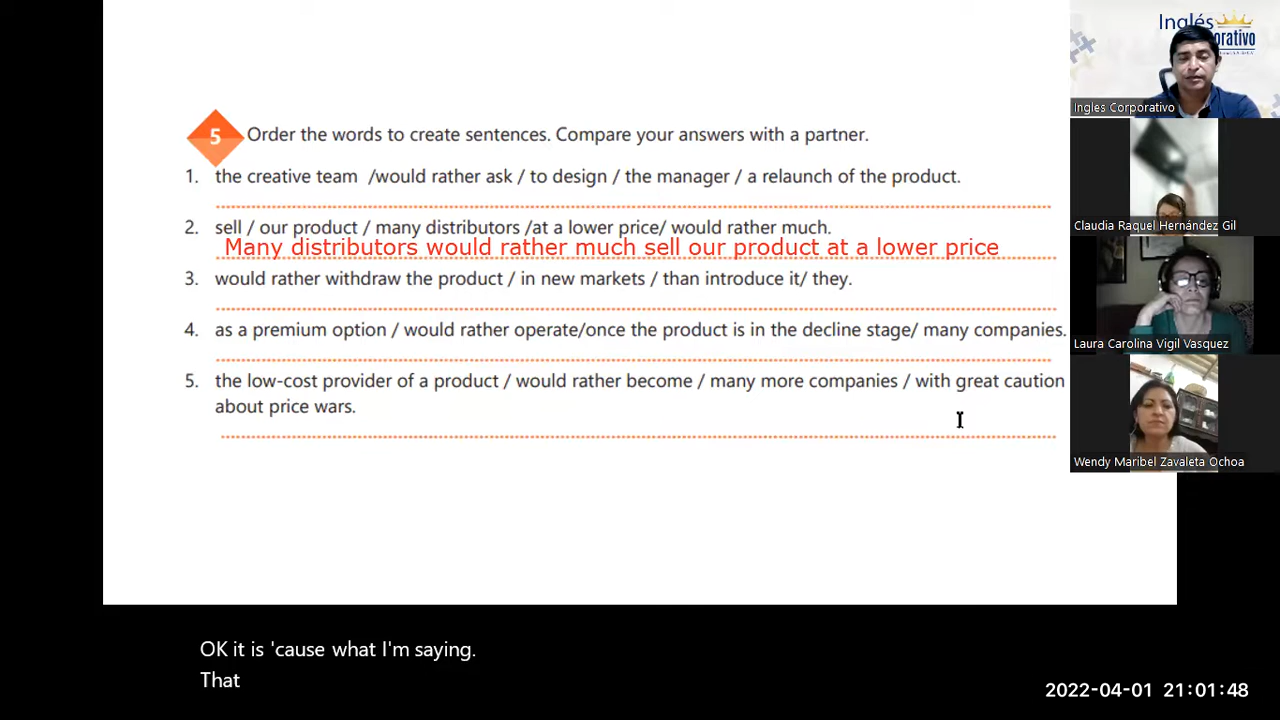 Inglés
orativo
Ingles Corporativo
5 Order the words to create sentences. Compare your answers with a partner.
1. the creative team /would rather ask / to design / the manager / a relaunch of the product.
2. sell / our product / many distributors /at a lower price/ would rather much.
Many distributors would rather much sell our product at a lower price
3. would rather withdraw the product / in new markets / than introduce it/ they.
4. as a premium option / would rather operate/once the product is in the decline stage/ many companies.
5. the low-cost provider of a product / would rather become / many more companies / with great caution
about price wars.
Claudia Raquel Hernández Gil
Laura Carolina Vigil Vasquez
Wendy Maribel Zavaleta Ochoa
OK it is 'cause what I'm saying.
That
2022-04-01 21:01:48